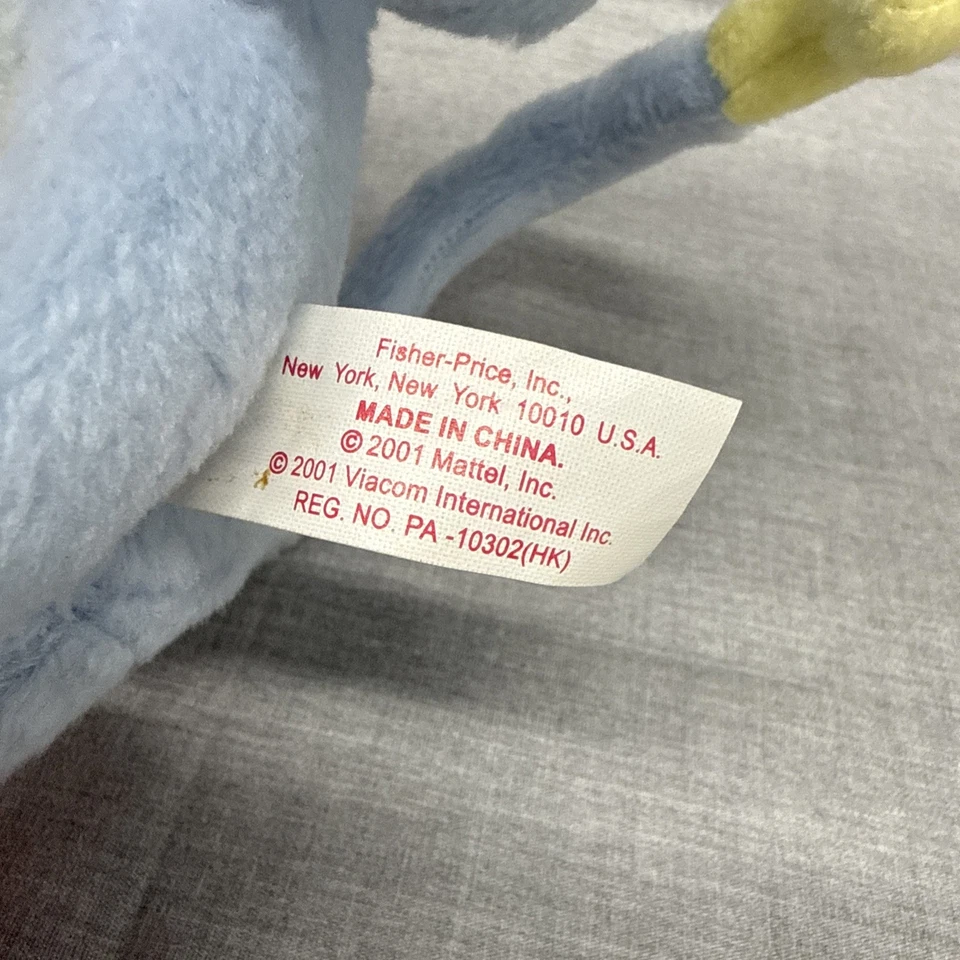 Fisher-Price, Inc.,
New York, New York 10010 U.S.A.
MADE IN CHINA.
© 2001 Mattel, Inc.
© 2001 Viacom International Inc.
REG. NO. PA -10302(HK)